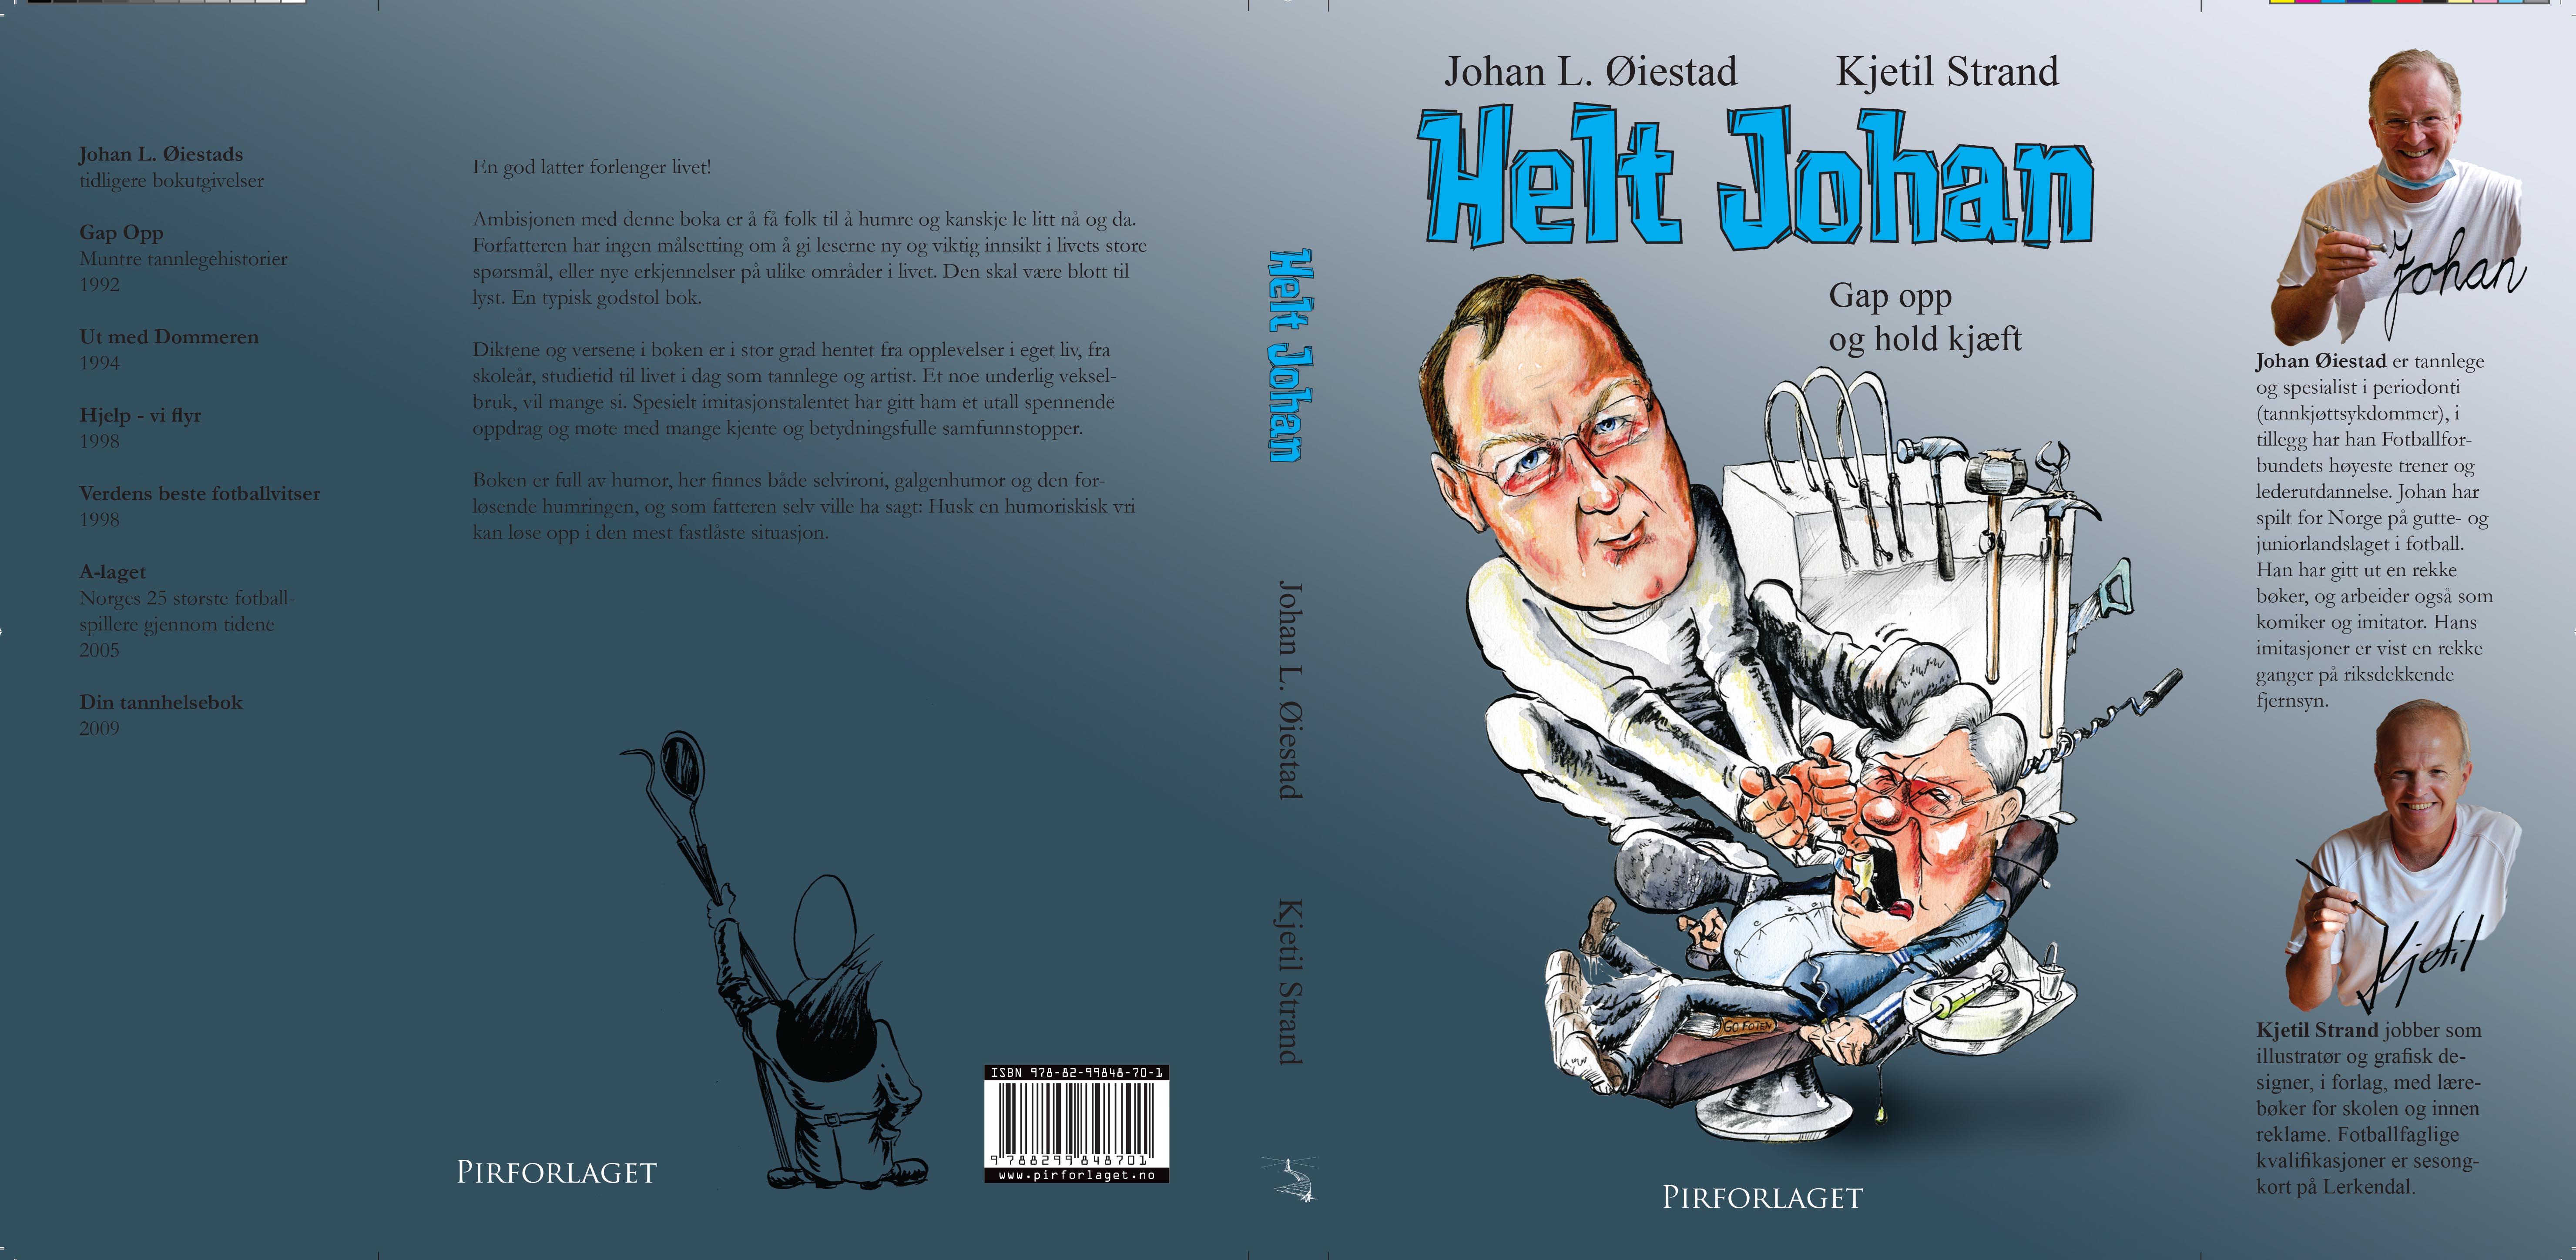 Johan L. Øiestads
tidligere bokutgivelser
Gap Opp
Muntre tannlegehistorier
1992
Ut med Dommeren
1994
Hjelp - vi flyr
1998
Verdens beste fotballvitser
1998
A-laget
Norges 25 største fotball-
spillere gjennom tidene
2005
Din tannhelsebok
2009
En god latter forlenger livet!
Ambisjonen med denne boka er å få folk til å humre og kanskje le litt nå og da.
Forfatteren har ingen målsetting om å gi leserne ny og viktig innsikt i livets store
spørsmål, eller nye erkjennelser på ulike områder i livet. Den skal være blott til
lyst. En typisk godstol bok.
Diktene og versene i boken er i stor grad hentet fra opplevelser i eget liv, fra
skoleår, studietid til livet i dag som tannlege og artist. Et noe underlig veksel-
bruk, vil mange si. Spesielt imitasjonstalentet har gitt ham et utall spennende
oppdrag og møte med mange kjente og betydningsfulle samfunnstopper.
Boken er full av humor, her finnes både selvironi, galgenhumor og den for-
løsende humringen, og som fatteren selv ville ha sagt: Husk en humoriskisk vri
kan løse opp i den mest fastlåste situasjon.
PIRFORLAGET
ISBN 978-82-99848-70-1
9 788299 848701
www.pirforlaget.no
Helt Johan
Johan L. Øiestad
Kjetil Strand
Johan L. Øiestad Kjetil Strand
Helt Johan
Gap opp
og hold kjæft
GO FOTEN
PIRFORLAGET
Johan
Johan Øiestad er tannlege
og spesialist i periodonti
(tannkjøttsykdommer), i
tillegg har han Fotballfor-
bundets høyeste trener og
lederutdannelse. Johan har
spilt for Norge på gutte- og
juniorlandslaget i fotball.
Han har gitt ut en rekke
bøker, og arbeider også som
komiker og imitator. Hans
imitasjoner er vist en rekke
ganger på riksdekkende
fjernsyn.
Kjetil
Kjetil Strand jobber som
illustratør og grafisk de-
signer, i forlag, med lære-
bøker for skolen og innen
reklame. Fotballfaglige
kvalifikasjoner er sesong-
kort på Lerkendal.